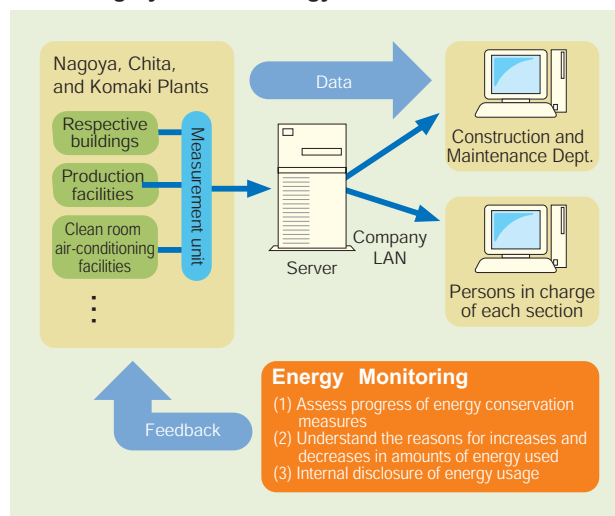 Nagoya, Chita,
and Komaki Plants
Respective
buildings
Production
facilities
Clean room
air-conditioning
facilities
Measurement unit
Data
Server
Company
LAN
Construction and
Maintenance Dept.
Persons in charge
of each section
Feedback
Energy Monitoring
(1) Assess progress of energy conservation
measures
(2) Understand the reasons for increases and
decreases in amounts of energy used
(3) Internal disclosure of energy usage